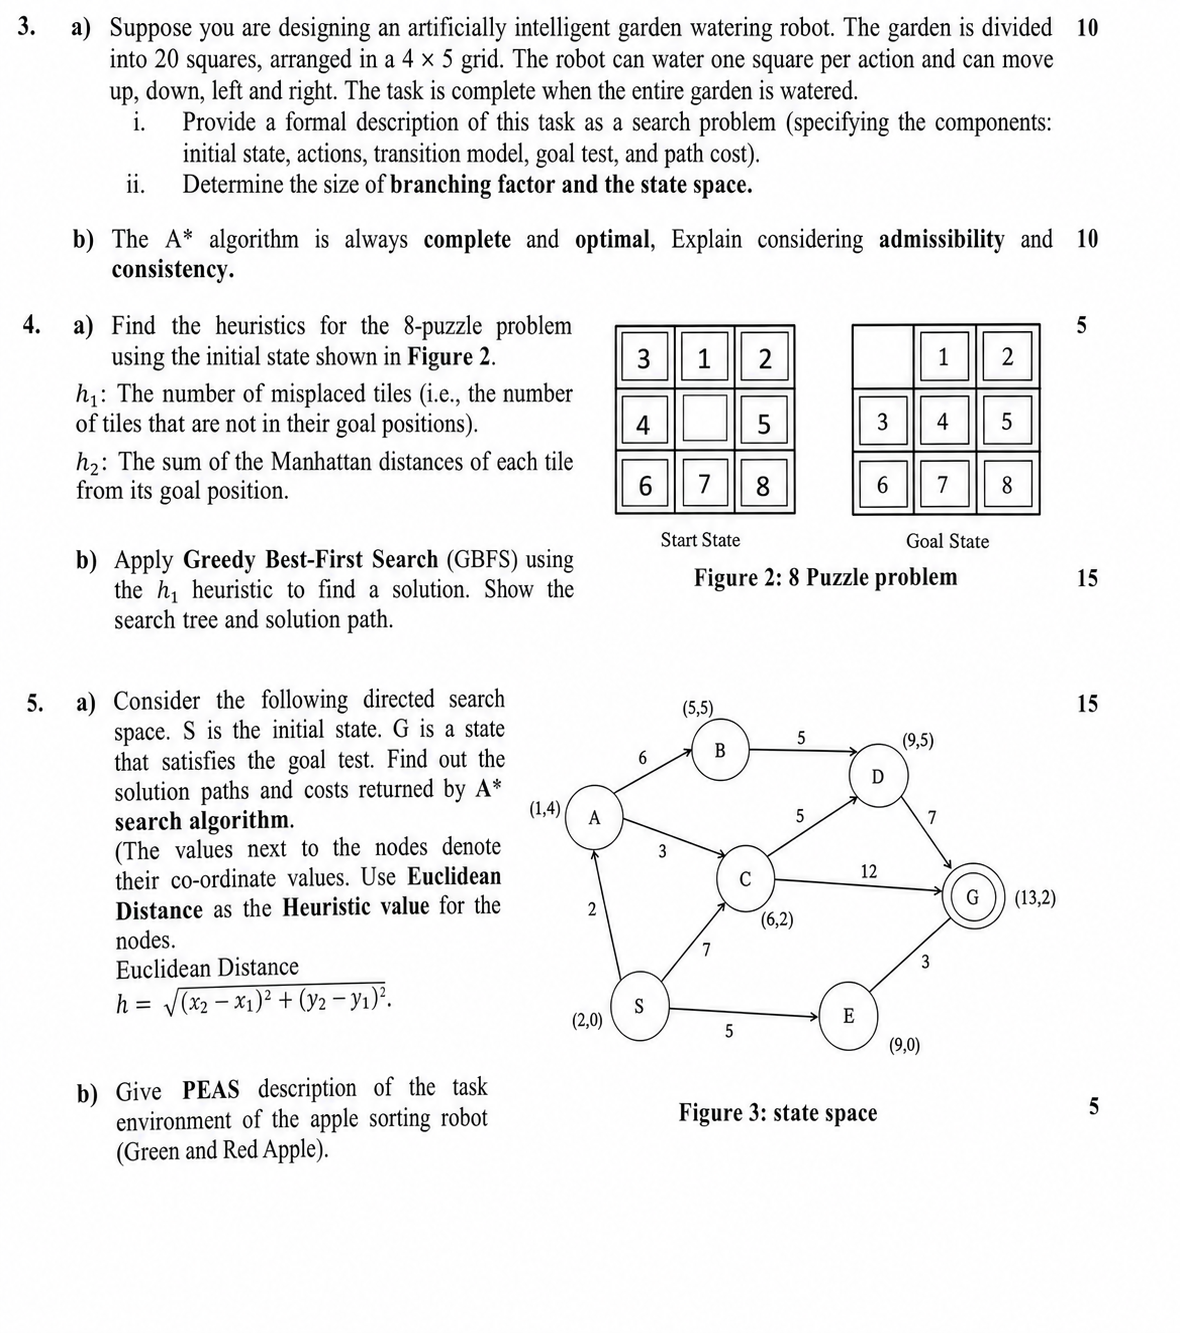 3. a) Suppose you are designing an artificially intelligent garden watering robot. The garden is divided 10
into 20 squares, arranged in a 4 × 5 grid. The robot can water one square per action and can move
up, down, left and right. The task is complete when the entire garden is watered.
i. Provide a formal description of this task as a search problem (specifying the components:
initial state, actions, transition model, goal test, and path cost).
ii. Determine the size of branching factor and the state space.
b) The A* algorithm is always complete and optimal, Explain considering admissibility and 10
consistency.
4. a) Find the heuristics for the 8-puzzle problem 5
using the initial state shown in Figure 2.
h₁: The number of misplaced tiles (i.e., the number
of tiles that are not in their goal positions).
h₂: The sum of the Manhattan distances of each tile
from its goal position.
3 1 2
4 5
6 7 8
Start State
1 2
3 4 5
6 7 8
Goal State
Figure 2: 8 Puzzle problem
b) Apply Greedy Best-First Search (GBFS) using 15
the h₁ heuristic to find a solution. Show the
search tree and solution path.
5. a) Consider the following directed search 15
space. S is the initial state. G is a state
that satisfies the goal test. Find out the
solution paths and costs returned by A*
search algorithm.
(The values next to the nodes denote
their co-ordinate values. Use Euclidean
Distance as the Heuristic value for the
nodes.
Euclidean Distance
h = √(x₂ − x₁)² + (y₂ − y₁)².
(5,5)
5
(9,5)
6
B
D
(1,4)
A
5
7
3
C
12
G
(13,2)
2
(6,2)
7
3
S
E
(2,0)
5
(9,0)
Figure 3: state space
b) Give PEAS description of the task 5
environment of the apple sorting robot
(Green and Red Apple).